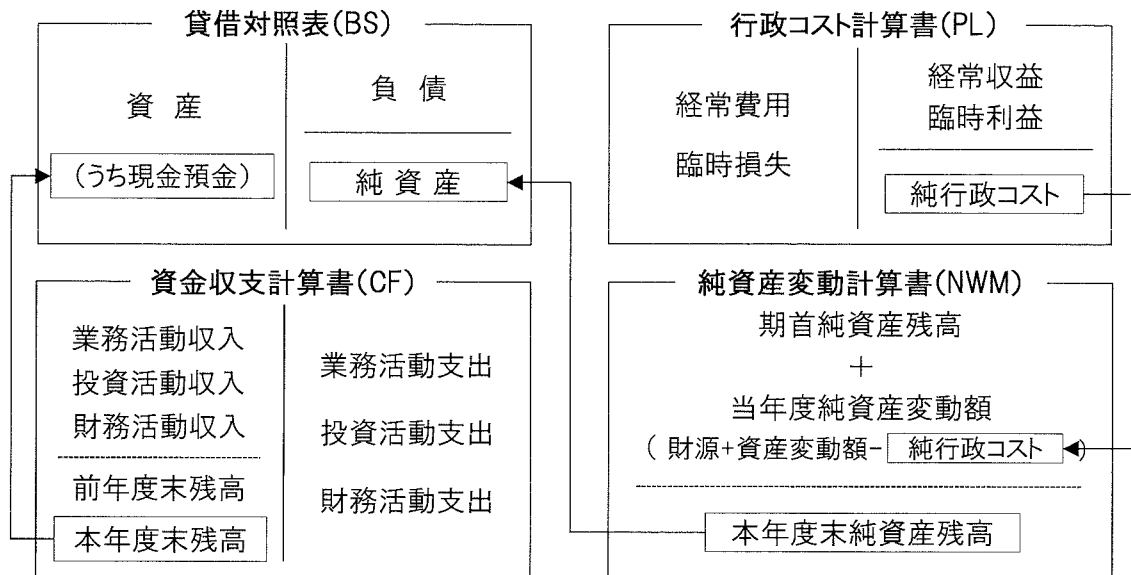 貸借対照表(BS)
資 産
(うち現金預金)
負 債
純 資 産
行政コスト計算書(PL)
経常費用
臨時損失
経常収益
臨時利益
純行政コスト
資金収支計算書(CF)
業務活動収入
投資活動収入
財務活動収入
前年度末残高
本年度末残高
業務活動支出
投資活動支出
財務活動支出
純資産変動計算書(NWM)
期首純資産残高
+
当年度純資産変動額
( 財源+資産変動額- 純行政コスト )
本年度末純資産残高